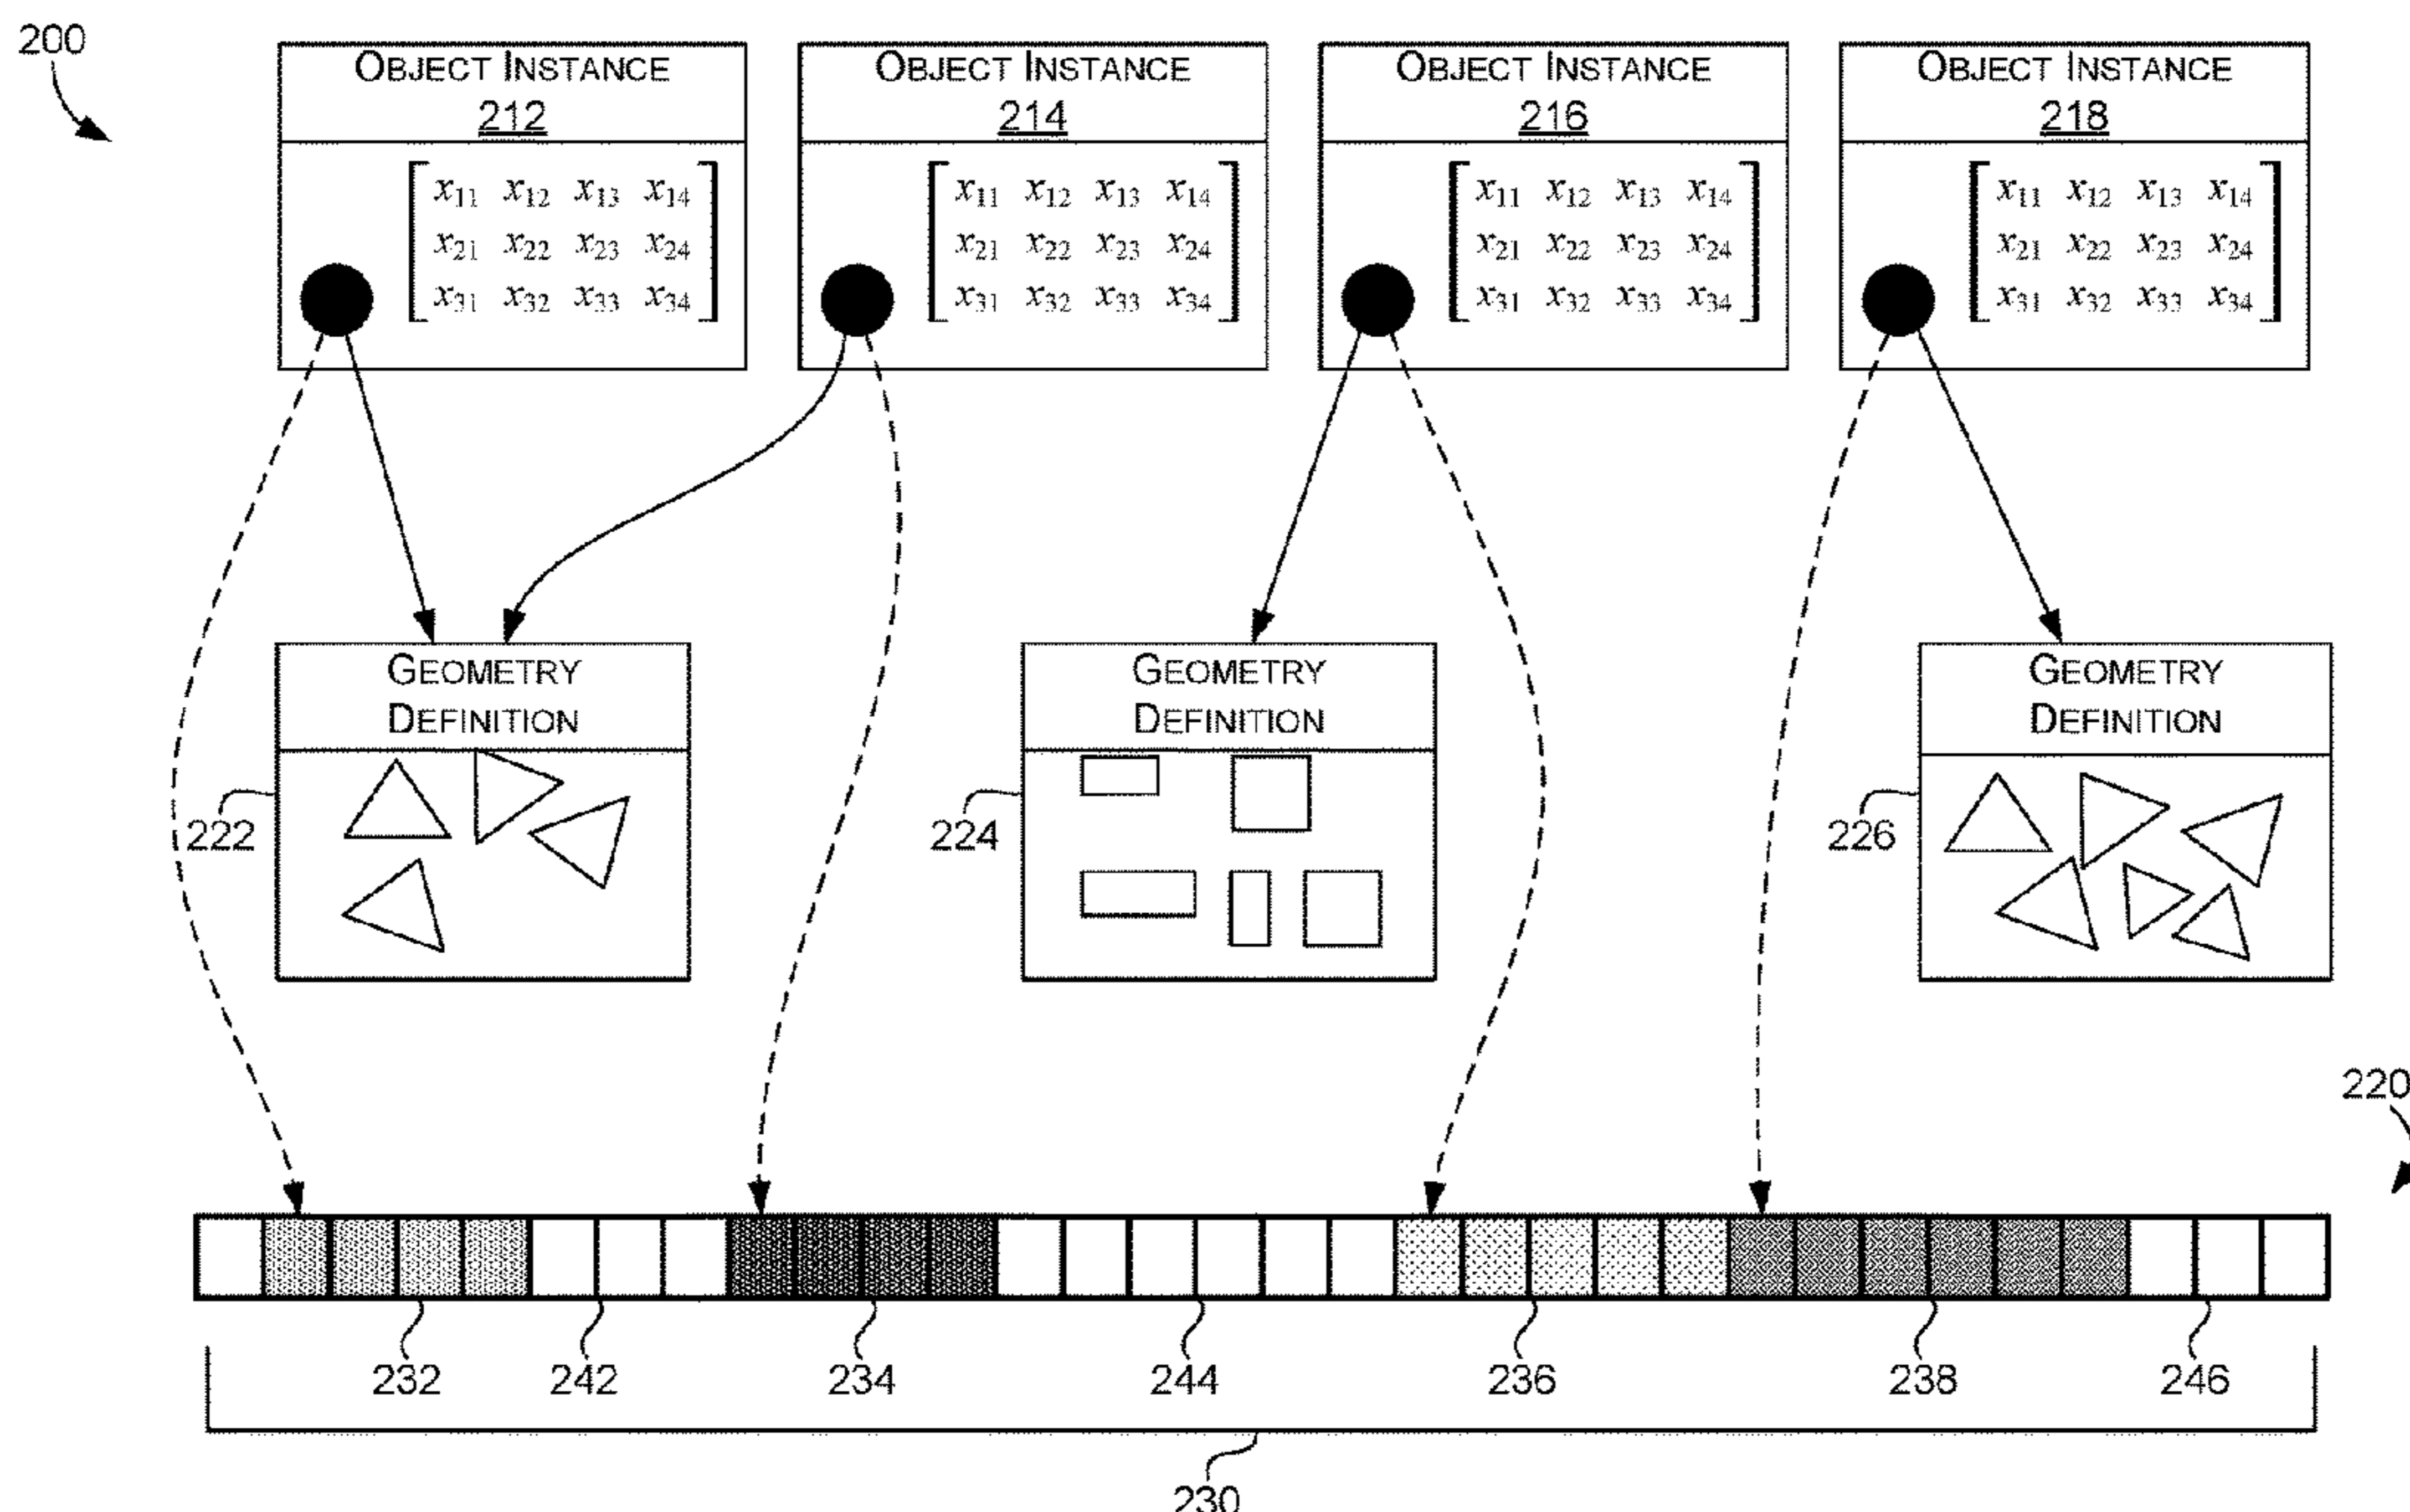 200
OBJECT INSTANCE
212
x11 x12 x13 x14
x21 x22 x23 x24
x31 x32 x33 x34
OBJECT INSTANCE
214
x11 x12 x13 x14
x21 x22 x23 x24
x31 x32 x33 x34
OBJECT INSTANCE
216
x11 x12 x13 x14
x21 x22 x23 x24
x31 x32 x33 x34
OBJECT INSTANCE
218
x11 x12 x13 x14
x21 x22 x23 x24
x31 x32 x33 x34
GEOMETRY
DEFINITION
222
GEOMETRY
DEFINITION
224
GEOMETRY
DEFINITION
226
220
232 242 234 244 236 238 246
230